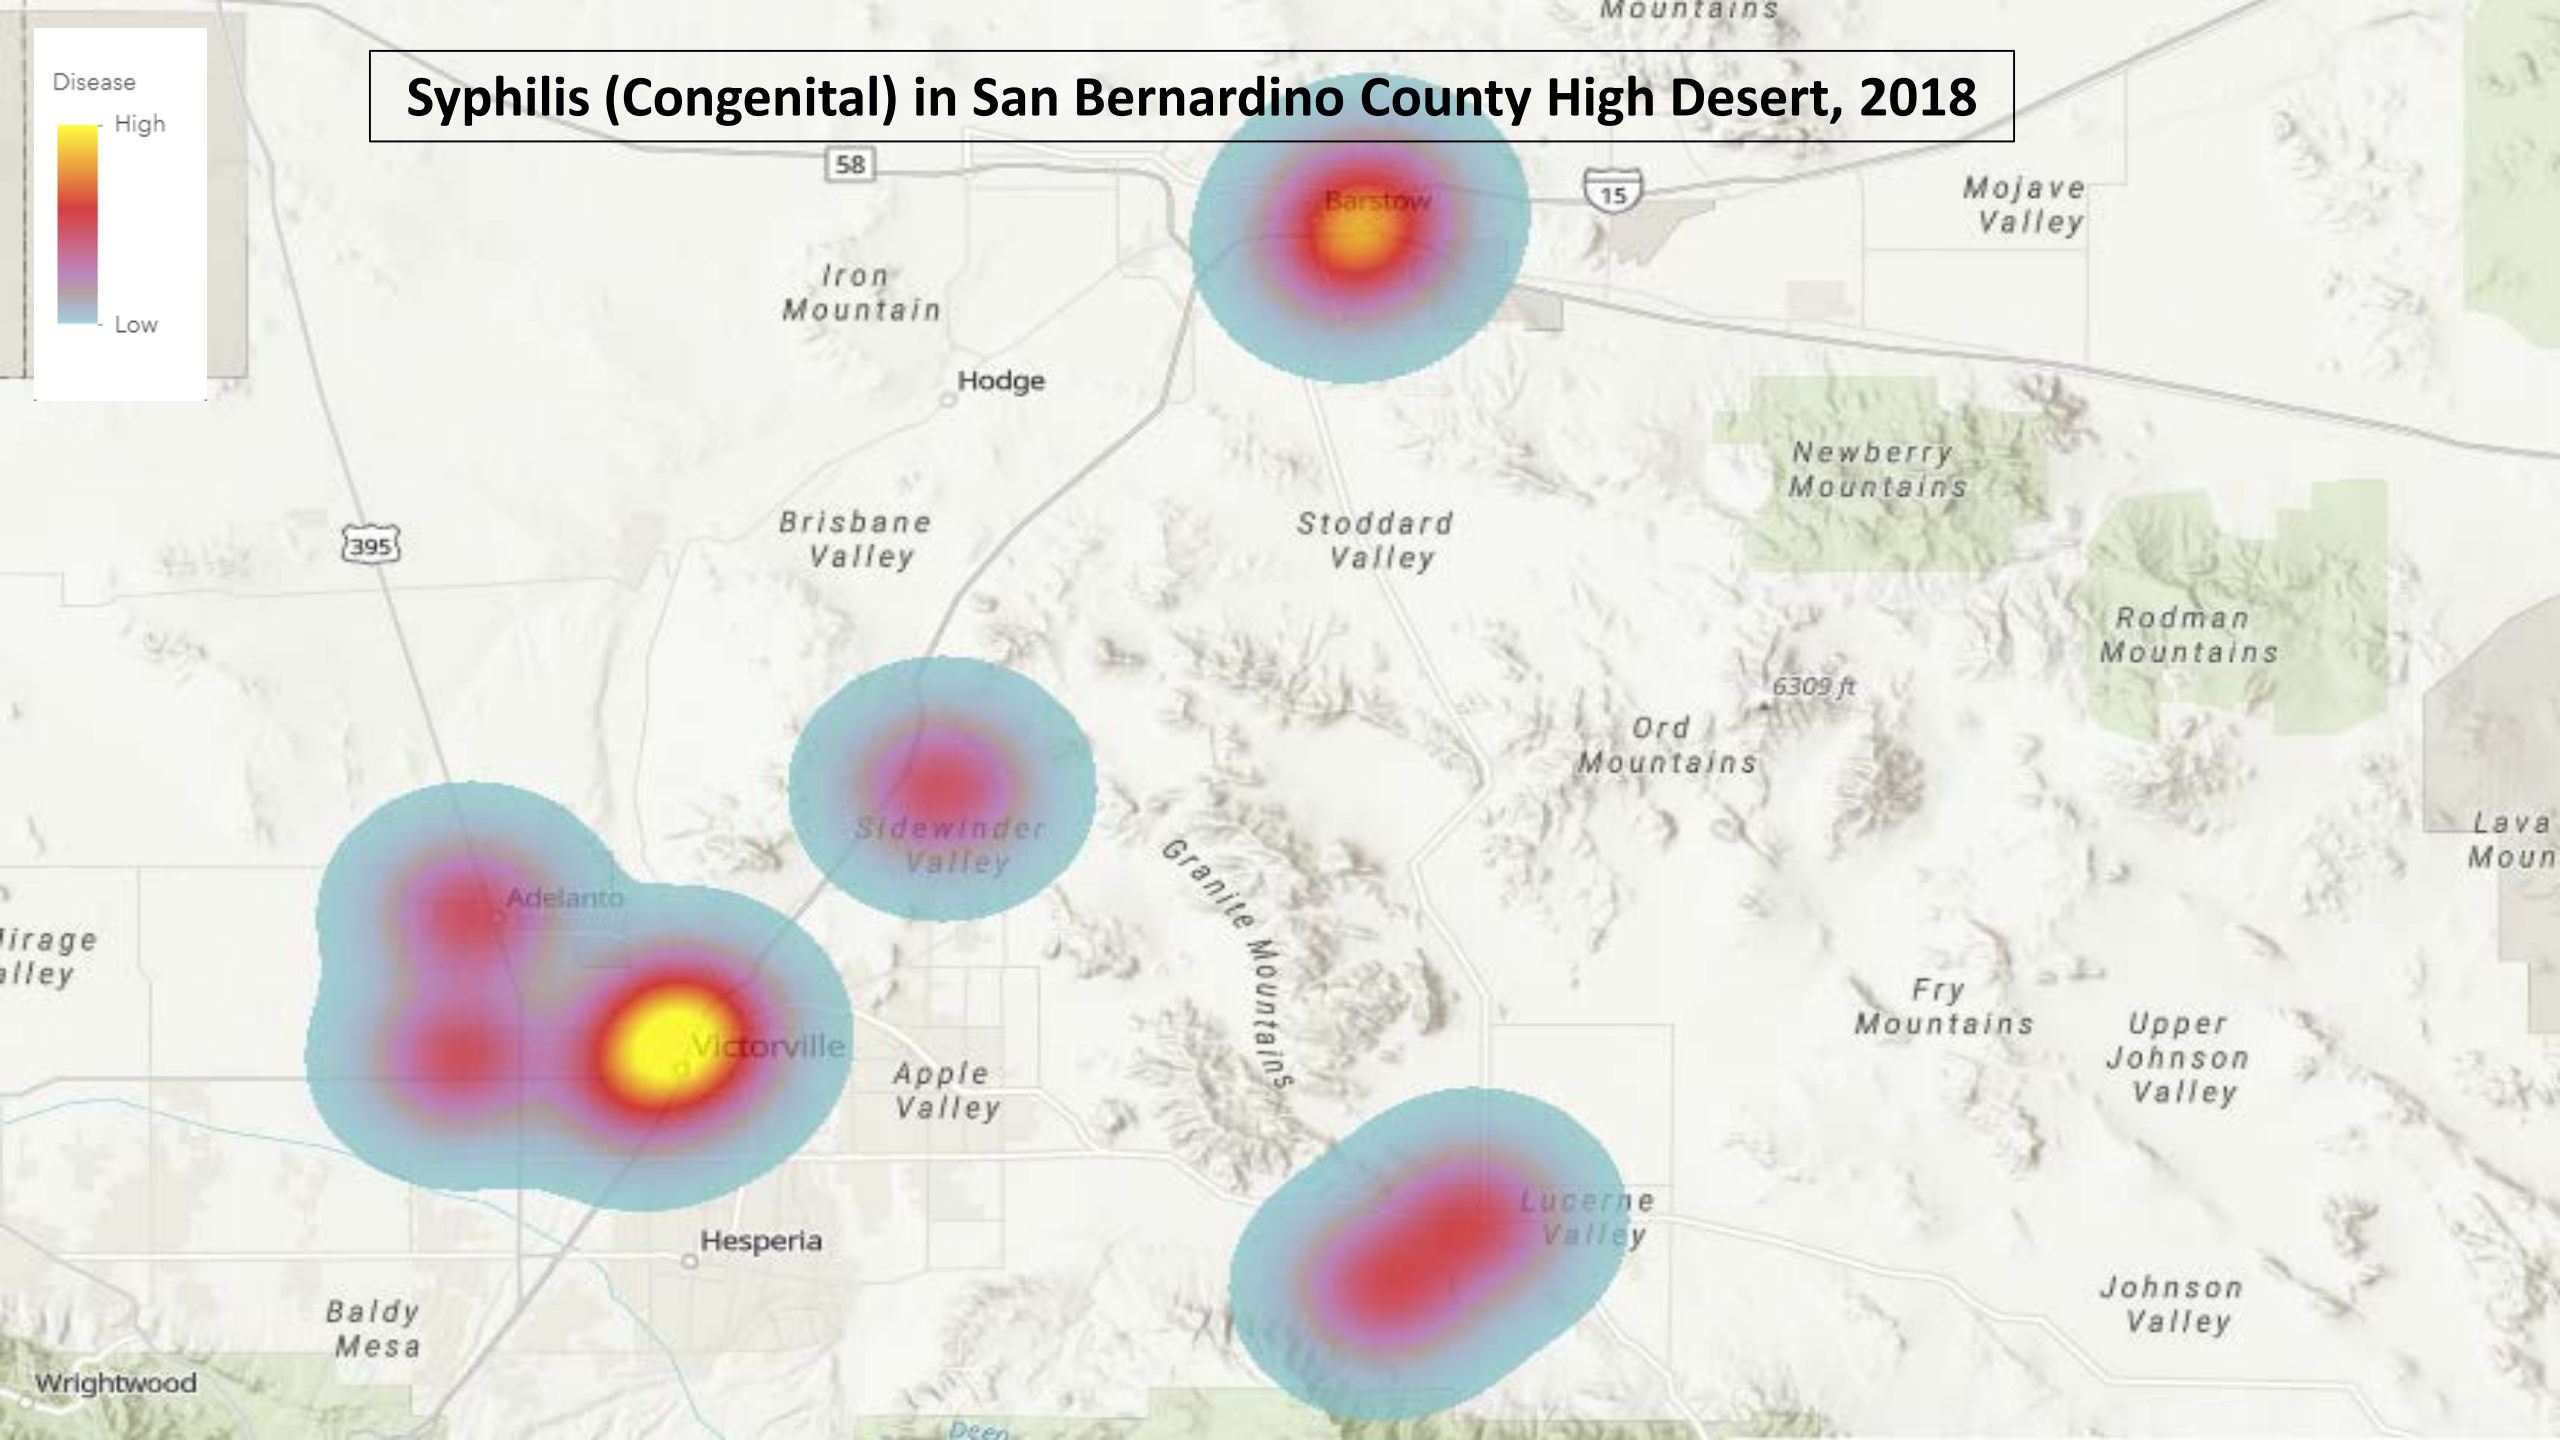 Mountains
Disease
High
Low
Syphilis (Congenital) in San Bernardino County High Desert, 2018
58
Barstow
15
Mojave
Valley
Iron
Mountain
Hodge
Newberry
Mountains
395
Brisbane
Valley
Stoddard
Valley
Rodman
Mountains
6309 ft
Ord
Mountains
Sidewinder
Valley
Granite Mountains
Lava
Moun
Adelanto
irage
alley
Fry
Mountains
Upper
Johnson
Valley
Victorville
Apple
Valley
Lucerne
Valley
Hesperia
Baldy
Mesa
Johnson
Valley
Wrightwood
Deep